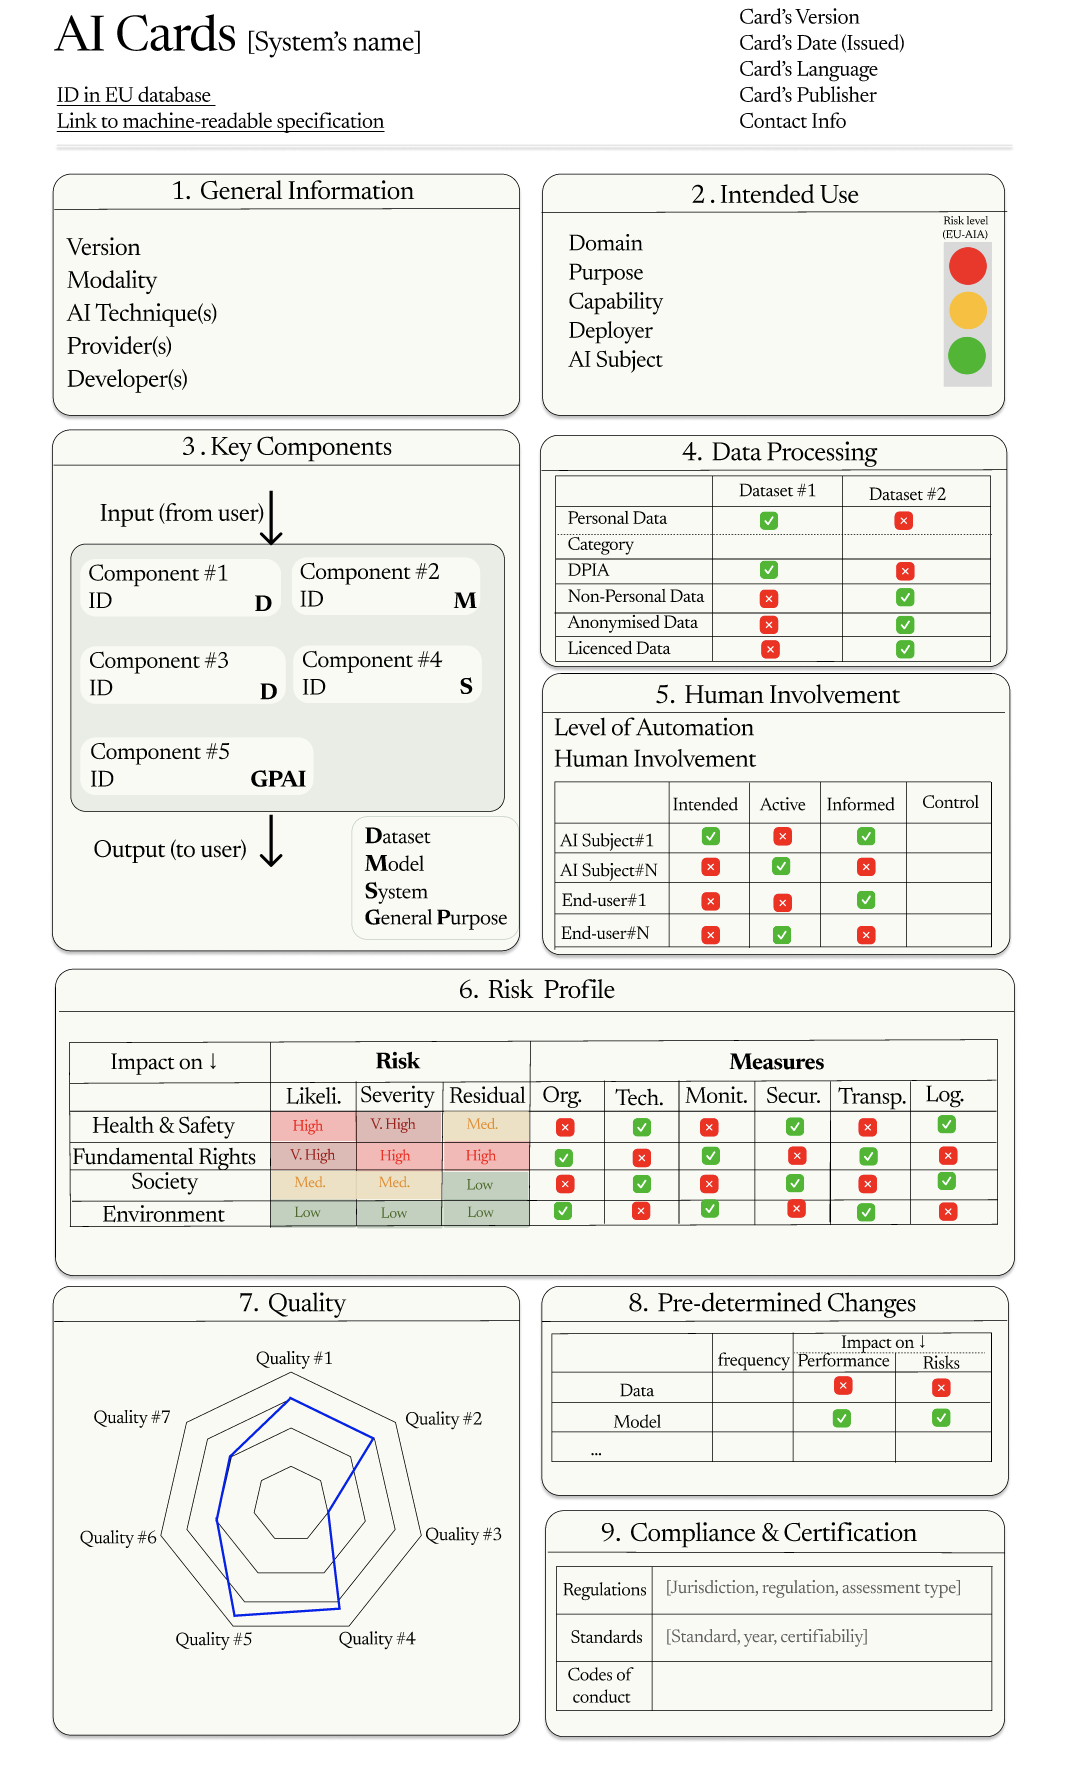 AI Cards [System's name]
ID in EU database
Link to machine-readable specification
Card's Version
Card's Date (Issued)
Card's Language
Card's Publisher
Contact Info
1. General Information
Version
Modality
AI Technique(s)
Provider(s)
Developer(s)
2. Intended Use
Domain
Purpose
Capability
Deployer
AI Subject
Risk level
(EU-AIA)
3. Key Components
Input (from user)
Component #1
ID D
Component #2
ID M
Component #3
ID D
Component #4
ID S
Component #5
ID GPAI
Output (to user)
Dataset
Model
System
General Purpose
4. Data Processing
Dataset #1 Dataset #2
Personal Data
Category
DPIA
Non-Personal Data
Anonymised Data
Licenced Data
5. Human Involvement
Level of Automation
Human Involvement
Intended Active Informed Control
AI Subject#1
AI Subject#N
End-user#1
End-user#N
6. Risk Profile
Impact on ↓ Risk Measures
Likeli. Severity Residual Org. Tech. Monit. Secur. Transp. Log.
Health & Safety High V. High Med.
Fundamental Rights V. High High High
Society Med. Med. Low
Environment Low Low Low
7. Quality
Quality #1
Quality #2
Quality #3
Quality #4
Quality #5
Quality #6
Quality #7
8. Pre-determined Changes
Impact on ↓
frequency Performance Risks
Data
Model
...
9. Compliance & Certification
Regulations [Jurisdiction, regulation, assessment type]
Standards [Standard, year, certifiabiliy]
Codes of
conduct